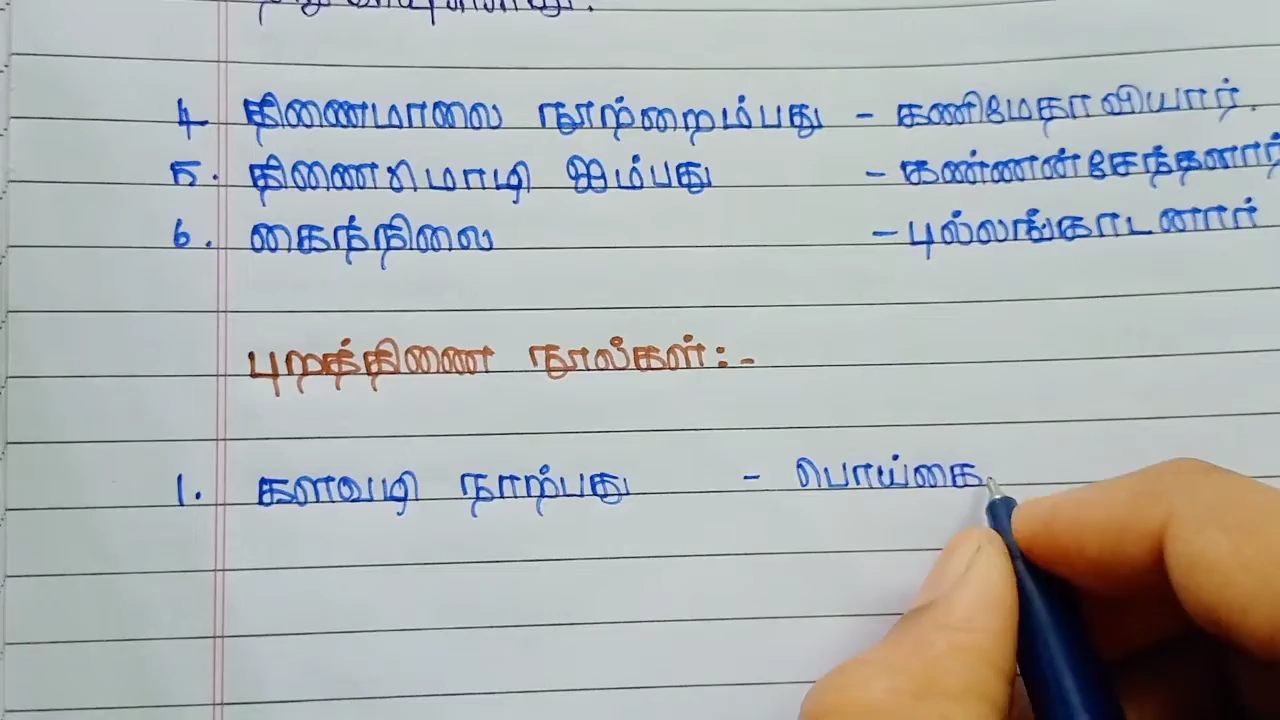 4. திணைமாலை நூற்றைம்பது - கணிமேதாவியார்.
5. திணைமொழி ஐம்பது - கண்ணன்சேந்தனார்
6. கைந்நிலை - புல்லங்காடனார்
புறத்திணை நூல்கள்:-
1. களவழி நாற்பது - பொய்கை